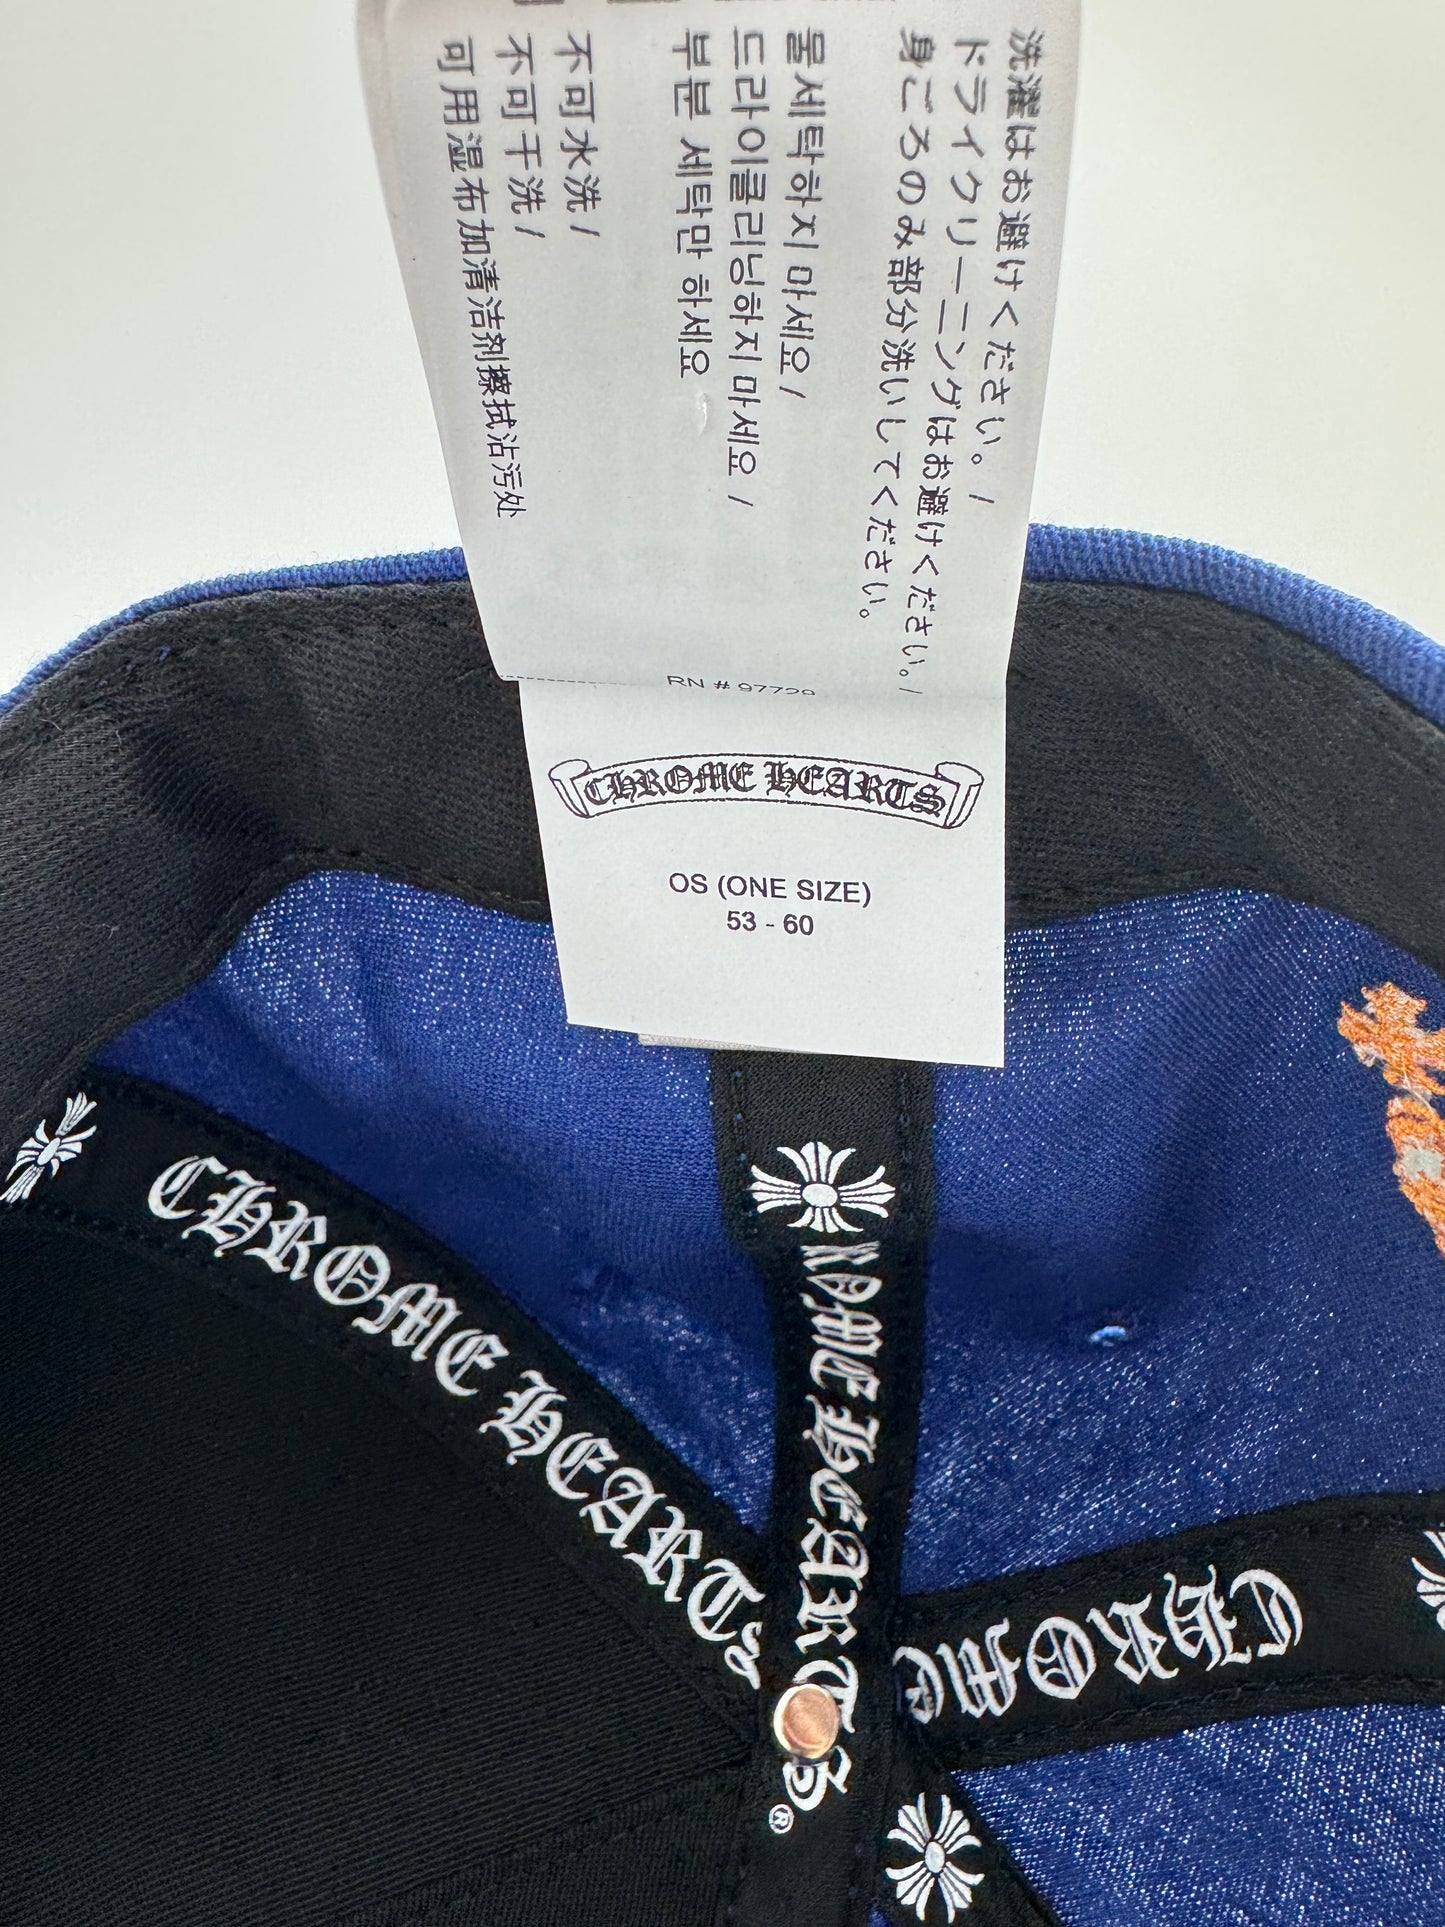 洗濯はお避けください。/
ドライクリーニングはお避けください。/
身ごろのみ部分洗いしてください。
물세탁하지 마세요/
드라이클리닝하지 마세요 /
부분 세탁만 하세요
不可水洗/
不可干洗/
可用湿布加清洁剂擦拭沾污处
RN # 97729
CHROME HEARTS
OS (ONE SIZE)
53 - 60
CHROME HEARTS
ROME HEARTS®
CHROME